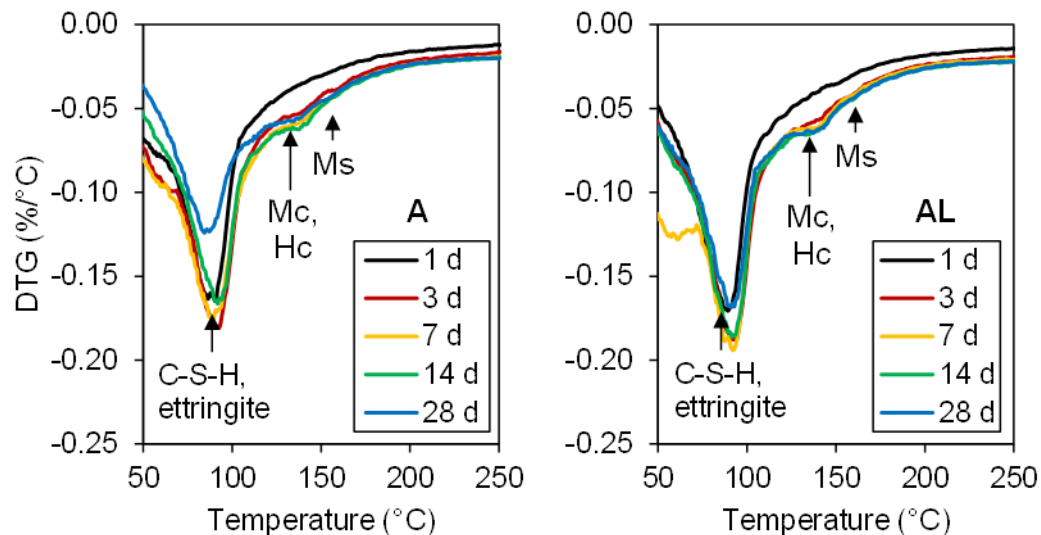 0.00
-0.05
-0.10
-0.15
-0.20
-0.25
DTG (%/°C)
50 100 150 200 250
Temperature (°C)
Ms
Mc,
Hc
A
C-S-H,
ettringite
1 d
3 d
7 d
14 d
28 d
0.00
-0.05
-0.10
-0.15
-0.20
-0.25
50 100 150 200 250
Temperature (°C)
Ms
Mc,
Hc
AL
C-S-H,
ettringite
1 d
3 d
7 d
14 d
28 d